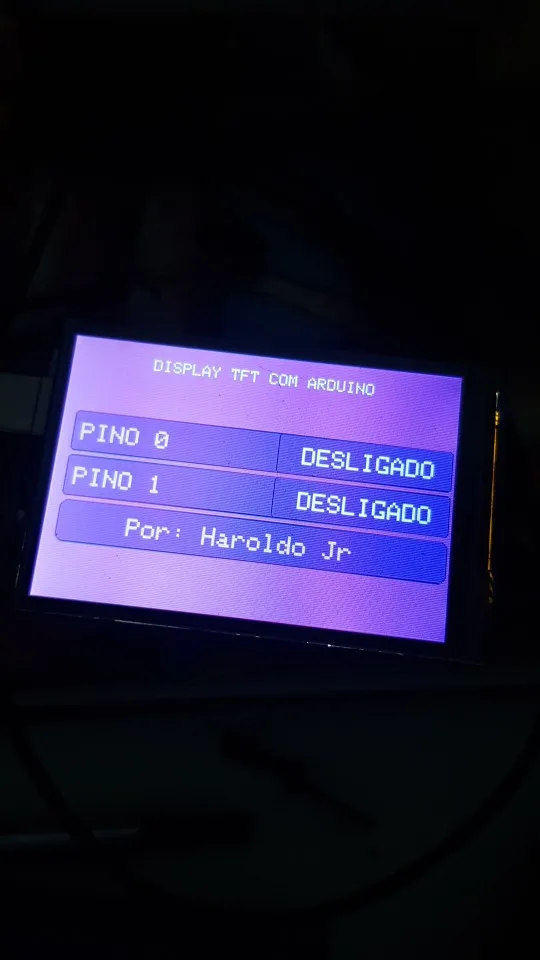 DISPLAY TFT COM ARDUINO
PINO 0 DESLIGADO
PINO 1 DESLIGADO
Por: Haroldo Jr